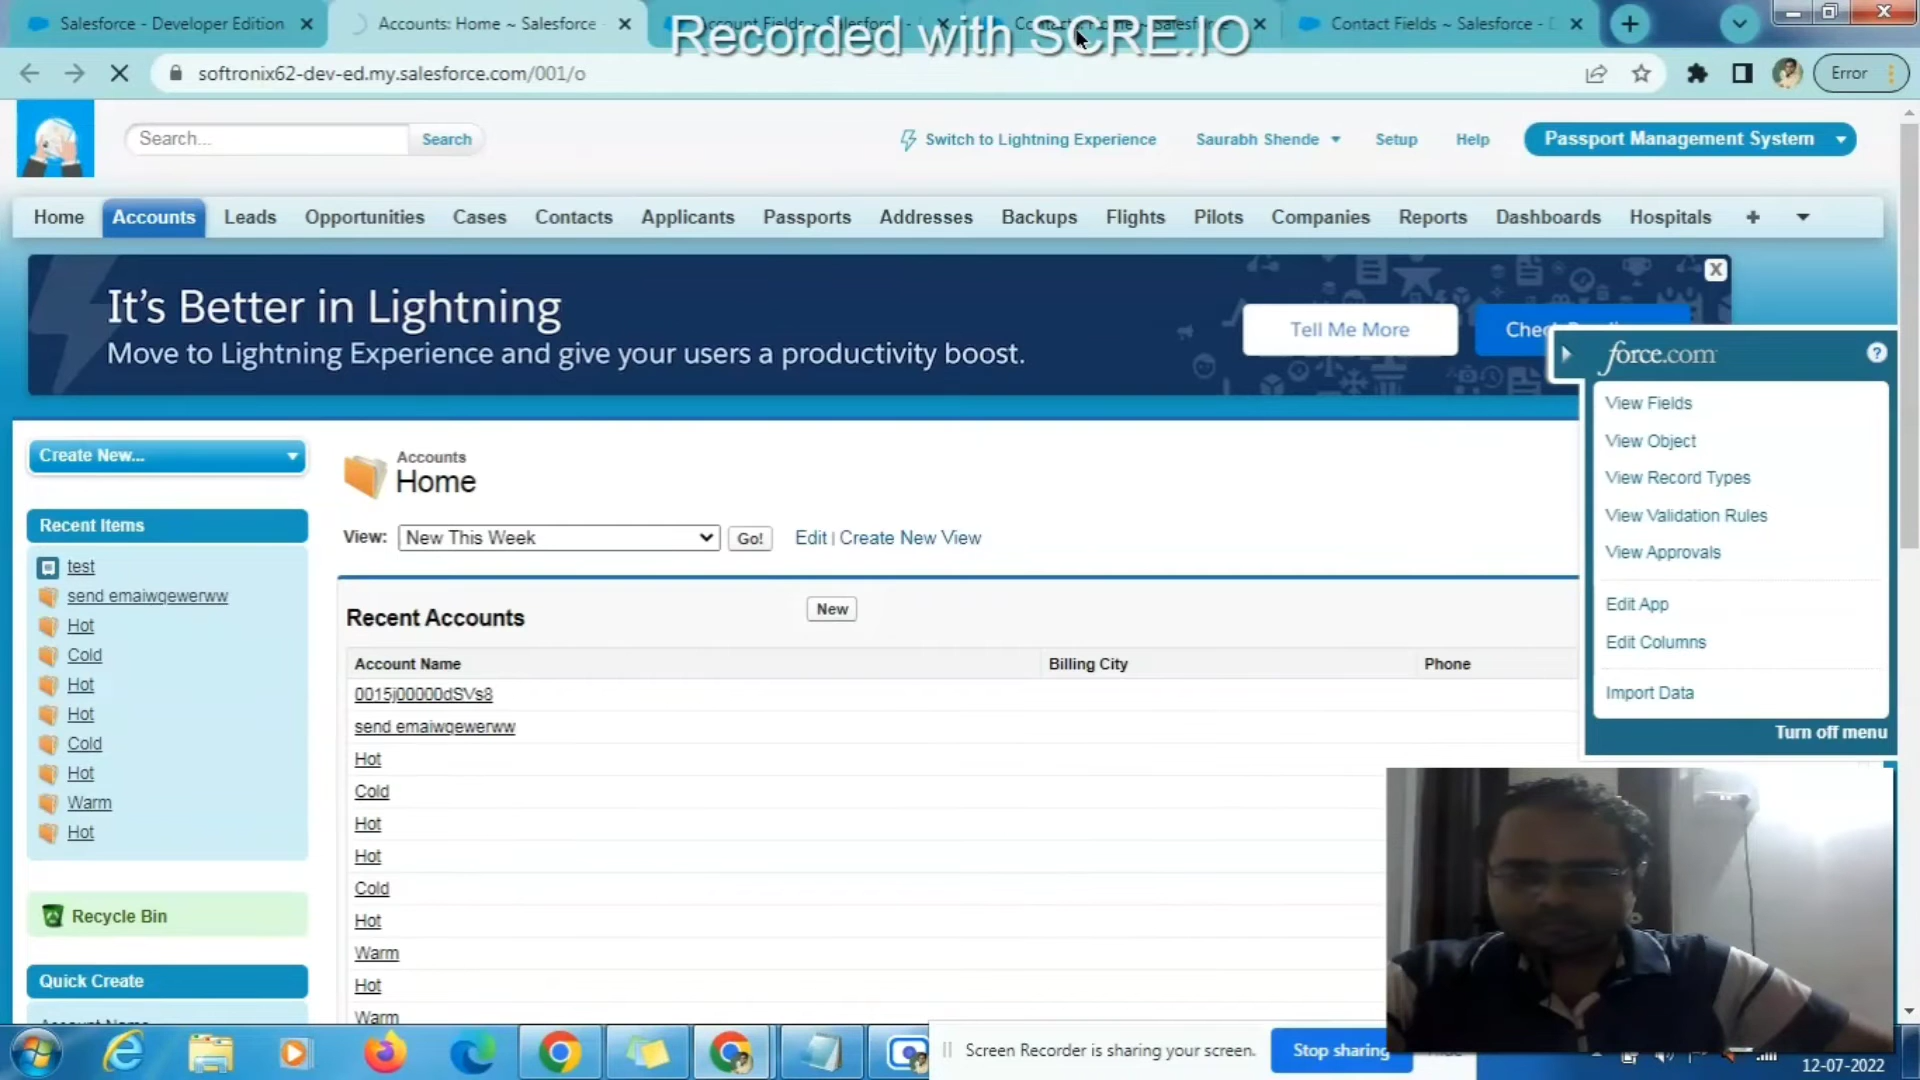 Salesforce - Developer Edition
Accounts: Home ~ Salesforce
Account Fields ~ Salesforce -
Contacts: Home ~ Salesforce
Contact Fields ~ Salesforce - D
Recorded with SCRE.IO
softronix62-dev-ed.my.salesforce.com/001/o
Error
Search...
Search
Switch to Lightning Experience
Saurabh Shende
Setup
Help
Passport Management System
Home
Accounts
Leads
Opportunities
Cases
Contacts
Applicants
Passports
Addresses
Backups
Flights
Pilots
Companies
Reports
Dashboards
Hospitals
It's Better in Lightning
Move to Lightning Experience and give your users a productivity boost.
Tell Me More
force.com
View Fields
View Object
View Record Types
View Validation Rules
View Approvals
Edit App
Edit Columns
Import Data
Turn off menu
Create New...
Recent Items
test
send emaiwqewerww
Hot
Cold
Hot
Hot
Cold
Hot
Warm
Hot
Recycle Bin
Quick Create
Accounts
Home
View:
New This Week
Go!
Edit | Create New View
Recent Accounts
New
Account Name
Billing City
Phone
0015j00000dSVs8
send emaiwqewerww
Hot
Cold
Hot
Hot
Cold
Hot
Warm
Hot
Warm
Screen Recorder is sharing your screen.
Stop sharing
12-07-2022